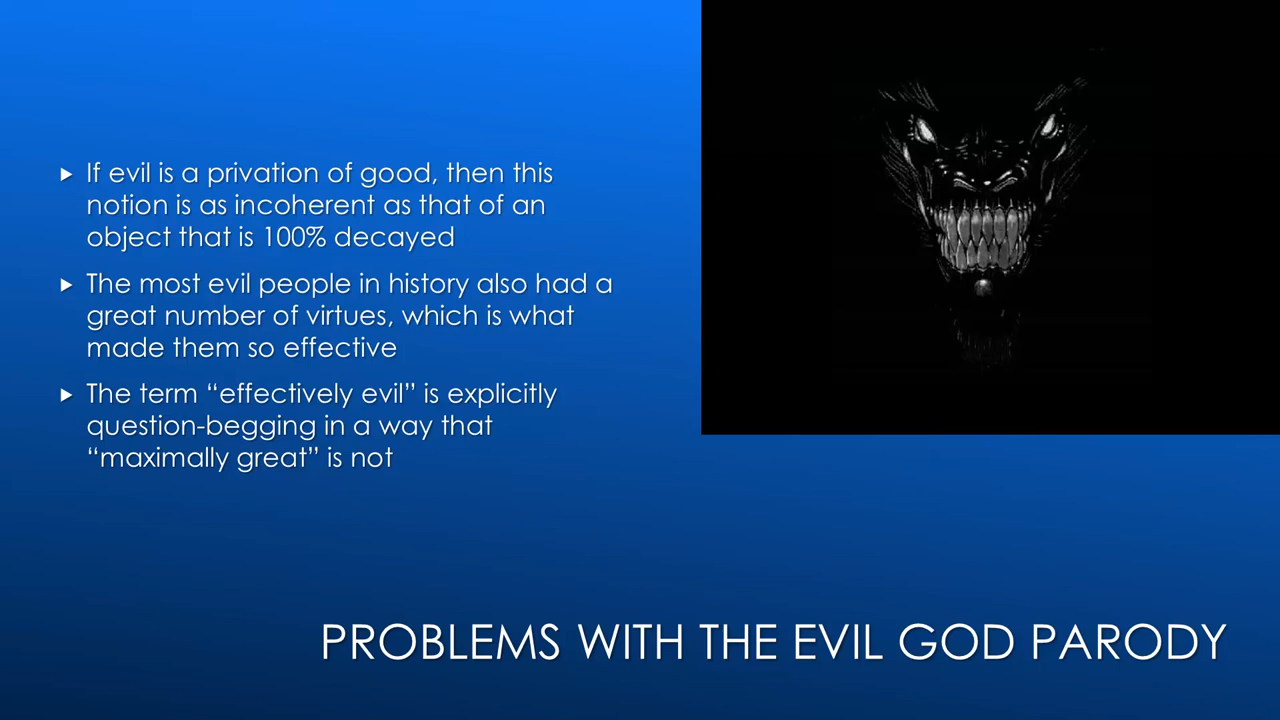 If evil is a privation of good, then this
notion is as incoherent as that of an
object that is 100% decayed
The most evil people in history also had a
great number of virtues, which is what
made them so effective
The term “effectively evil” is explicitly
question-begging in a way that
“maximally great” is not
PROBLEMS WITH THE EVIL GOD PARODY